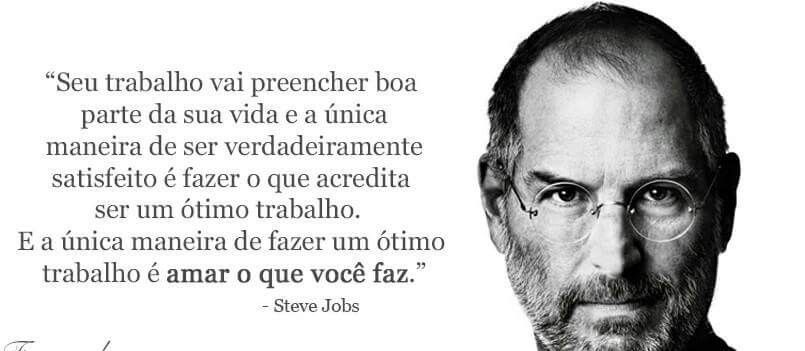 “Seu trabalho vai preencher boa
parte da sua vida e a única
maneira de ser verdadeiramente
satisfeito é fazer o que acredita
ser um ótimo trabalho.
E a única maneira de fazer um ótimo
trabalho é amar o que você faz.”
- Steve Jobs